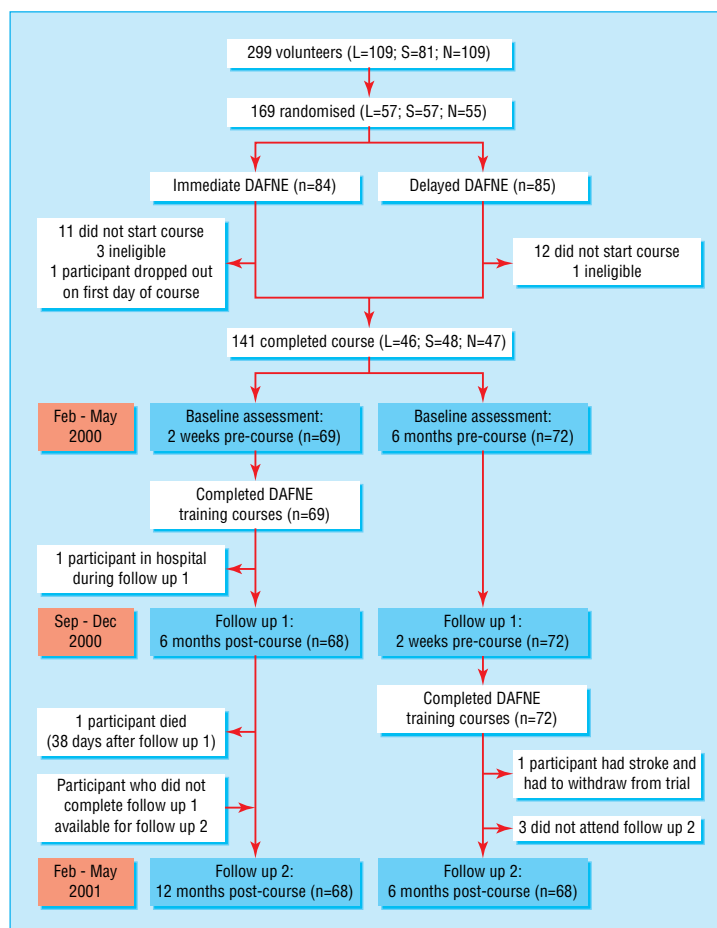 299 volunteers (L=109; S=81; N=109)
169 randomised (L=57; S=57; N=55)
Immediate DAFNE (n=84)
Delayed DAFNE (n=85)
11 did not start course
3 ineligible
1 participant dropped out
on first day of course
12 did not start course
1 ineligible
141 completed course (L=46; S=48; N=47)
Feb - May
2000
Baseline assessment:
2 weeks pre-course (n=69)
Baseline assessment:
6 months pre-course (n=72)
Completed DAFNE
training courses (n=69)
1 participant in hospital
during follow up 1
Sep - Dec
2000
Follow up 1:
6 months post-course (n=68)
Follow up 1:
2 weeks pre-course (n=72)
Completed DAFNE
training courses (n=72)
1 participant died
(38 days after follow up 1)
1 participant had stroke and
had to withdraw from trial
Participant who did not
complete follow up 1
available for follow up 2
3 did not attend follow up 2
Feb - May
2001
Follow up 2:
12 months post-course (n=68)
Follow up 2:
6 months post-course (n=68)